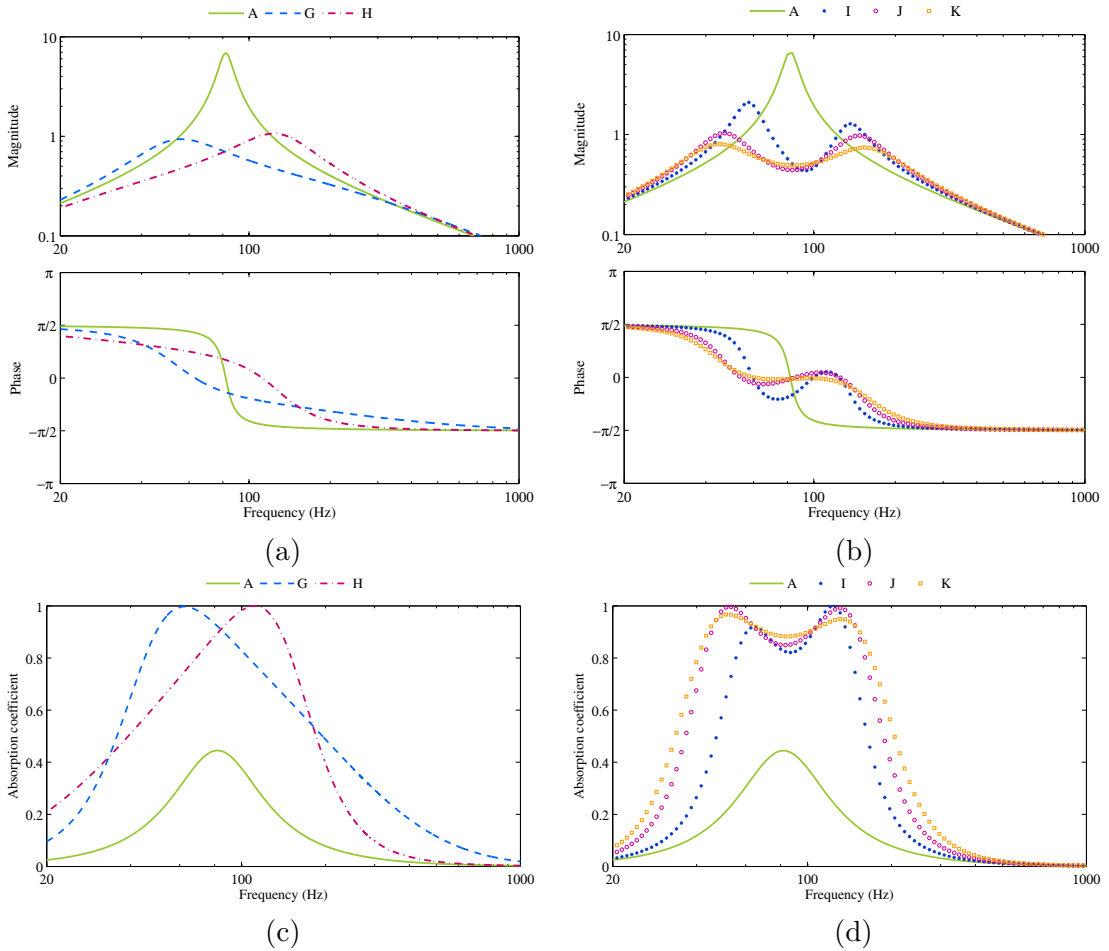 A G H
10
1
0.1
Magnitude
20 100 1000
π
π/2
0
−π/2
−π
Phase
20 100 1000
Frequency (Hz)
(a)
A I J K
10
1
0.1
Magnitude
20 100 1000
π
π/2
0
−π/2
−π
Phase
20 100 1000
Frequency (Hz)
(b)
A G H
1
0.8
0.6
0.4
0.2
0
Absorption coefficient
20 100 1000
Frequency (Hz)
(c)
A I J K
1
0.8
0.6
0.4
0.2
0
Absorption coefficient
20 100 1000
Frequency (Hz)
(d)